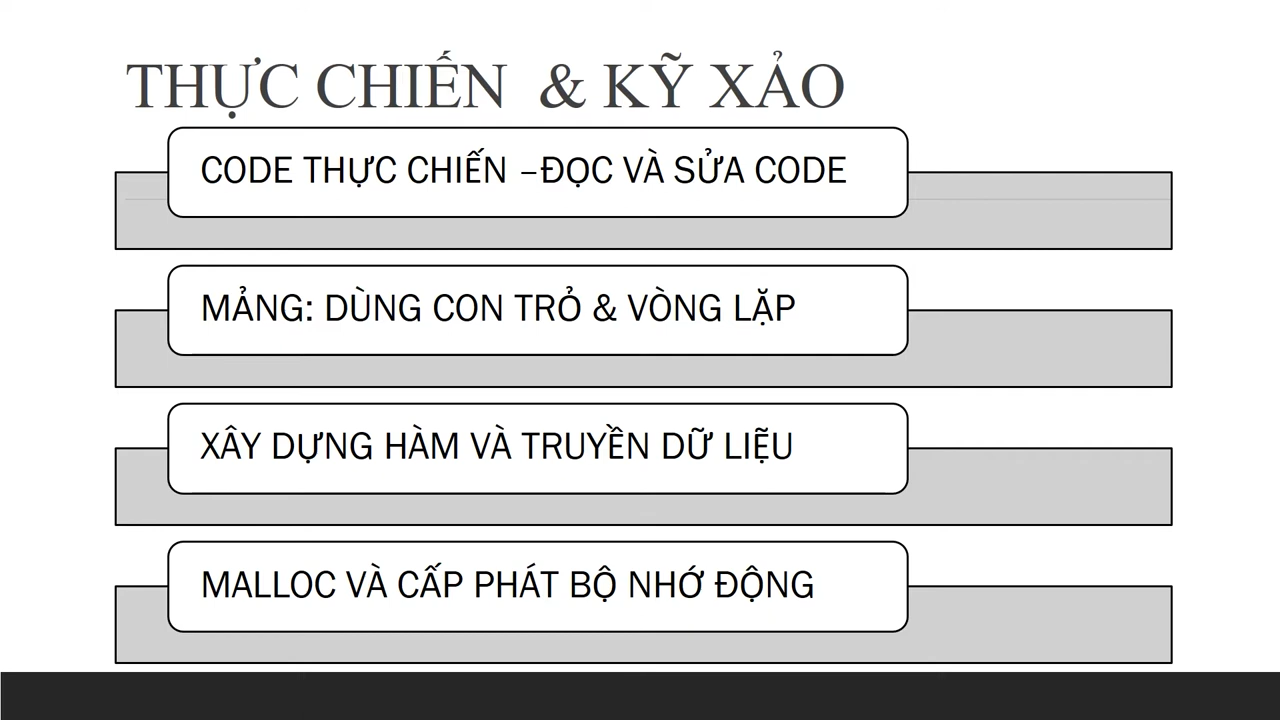 THỰC CHIẾN & KỸ XẢO
CODE THỰC CHIẾN –ĐỌC VÀ SỬA CODE
MẢNG: DÙNG CON TRỎ & VÒNG LẶP
XÂY DỰNG HÀM VÀ TRUYỀN DỮ LIỆU
MALLOC VÀ CẤP PHÁT BỘ NHỚ ĐỘNG